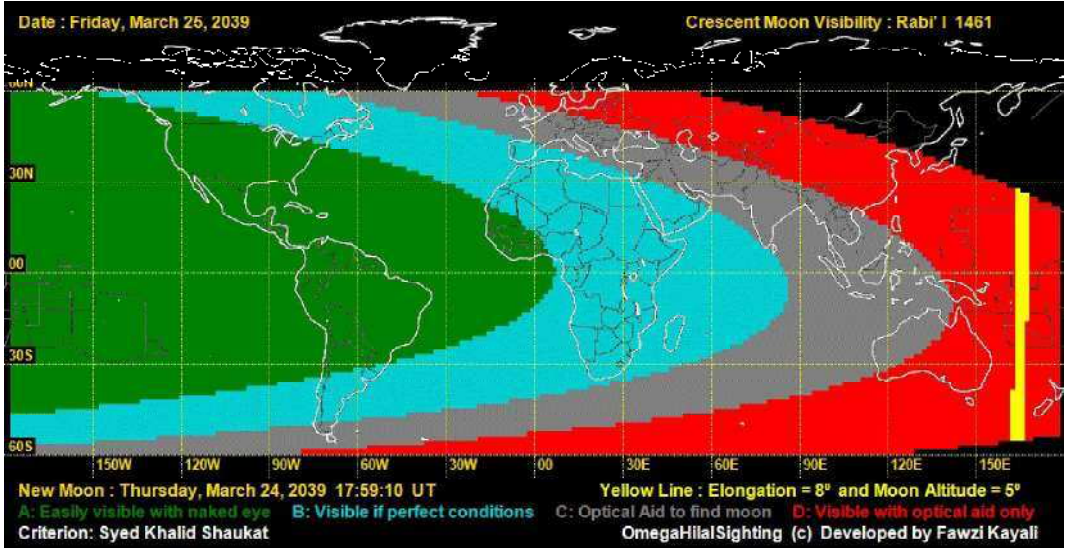 Date : Friday, March 25, 2039
Crescent Moon Visibility : Rabi' I 1461
60N
30N
00
30S
60S
150W 120W 90W 60W 30W 00 30E 60E 90E 120E 150E
New Moon : Thursday, March 24, 2039 17:59:10 UT
Yellow Line : Elongation = 8º and Moon Altitude = 5º
A: Easily visible with naked eye B: Visible if perfect conditions C: Optical Aid to find moon D: Visible with optical aid only
Criterion: Syed Khalid Shaukat
OmegaHilalSighting (c) Developed by Fawzi Kayali